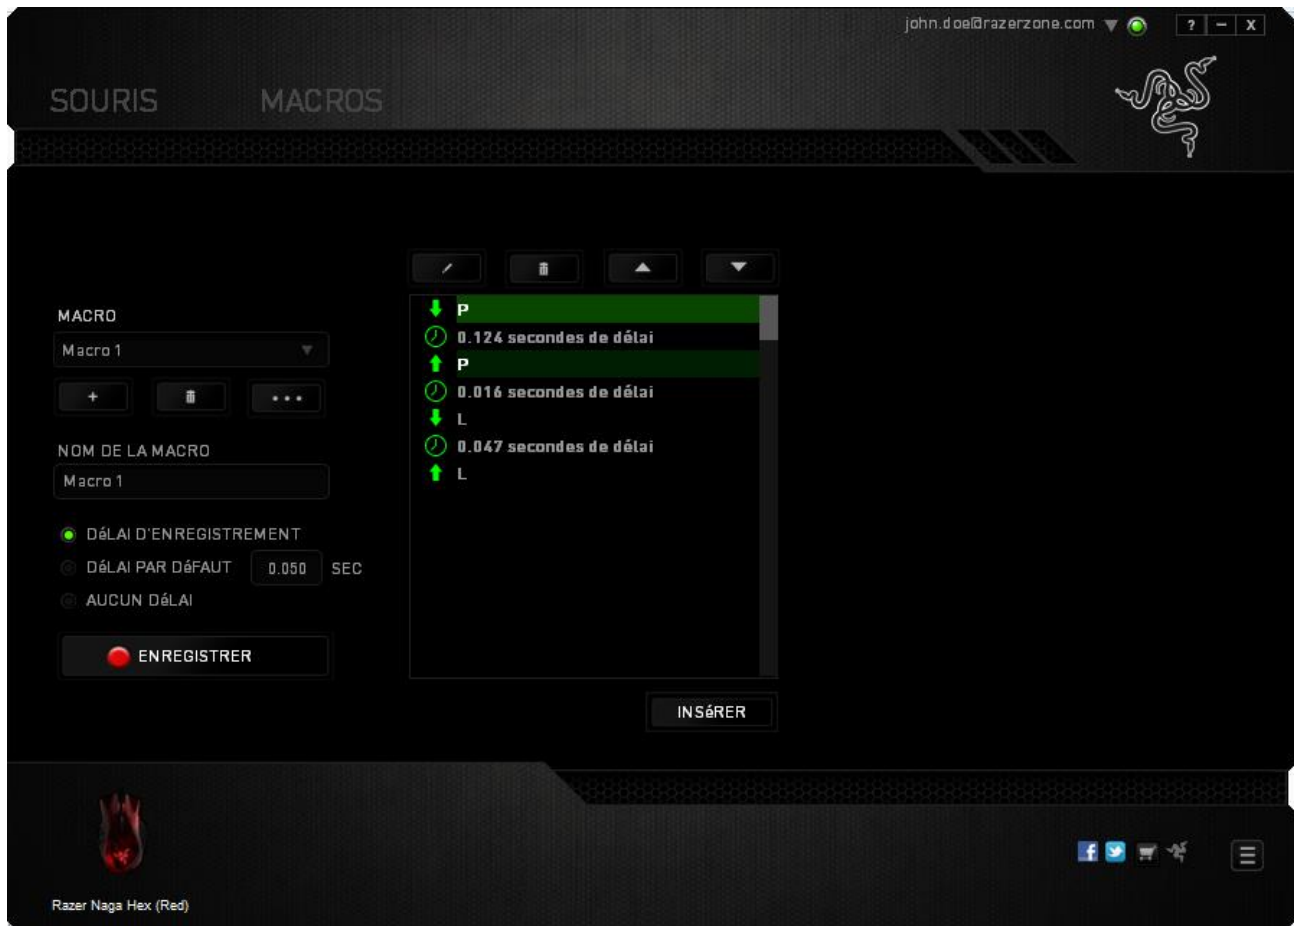 john.doe@razerzone.com
? – X
SOURIS MACROS
MACRO
Macro 1
+
NOM DE LA MACRO
Macro 1
DéLAI D'ENREGISTREMENT
DéLAI PAR DéFAUT 0.050 SEC
AUCUN DéLAI
ENREGISTRER
P
0.124 secondes de délai
P
0.016 secondes de délai
L
0.047 secondes de délai
L
INSéRER
Razer Naga Hex (Red)